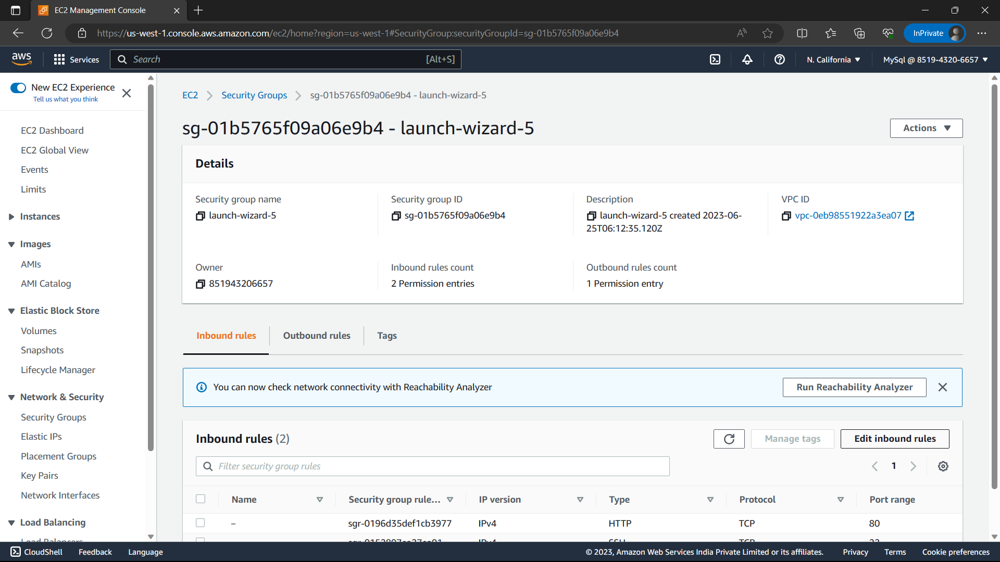 EC2 Management Console
https://us-west-1.console.aws.amazon.com/ec2/home?region=us-west-1#SecurityGroup:securityGroupId=sg-01b5765f09a06e9b4
InPrivate
aws
Services
Search
[Alt+S]
N. California
MySql @ 8519-4320-6657
New EC2 Experience
Tell us what you think
EC2 Dashboard
EC2 Global View
Events
Limits
Instances
Images
AMIs
AMI Catalog
Elastic Block Store
Volumes
Snapshots
Lifecycle Manager
Network & Security
Security Groups
Elastic IPs
Placement Groups
Key Pairs
Network Interfaces
Load Balancing
Load Balancers
EC2 > Security Groups > sg-01b5765f09a06e9b4 - launch-wizard-5
sg-01b5765f09a06e9b4 - launch-wizard-5
Actions
Details
Security group name
launch-wizard-5
Security group ID
sg-01b5765f09a06e9b4
Description
launch-wizard-5 created 2023-06-
25T06:12:35.120Z
VPC ID
vpc-0eb98551922a3ea07
Owner
851943206657
Inbound rules count
2 Permission entries
Outbound rules count
1 Permission entry
Inbound rules
Outbound rules
Tags
You can now check network connectivity with Reachability Analyzer
Run Reachability Analyzer
Inbound rules (2)
Manage tags
Edit inbound rules
Filter security group rules
1
Name
Security group rule...
IP version
Type
Protocol
Port range
– sgr-0196d35def1cb3977 IPv4 HTTP TCP 80
IPv4 SSH TCP 22
CloudShell
Feedback
Language
© 2023, Amazon Web Services India Private Limited or its affiliates.
Privacy
Terms
Cookie preferences